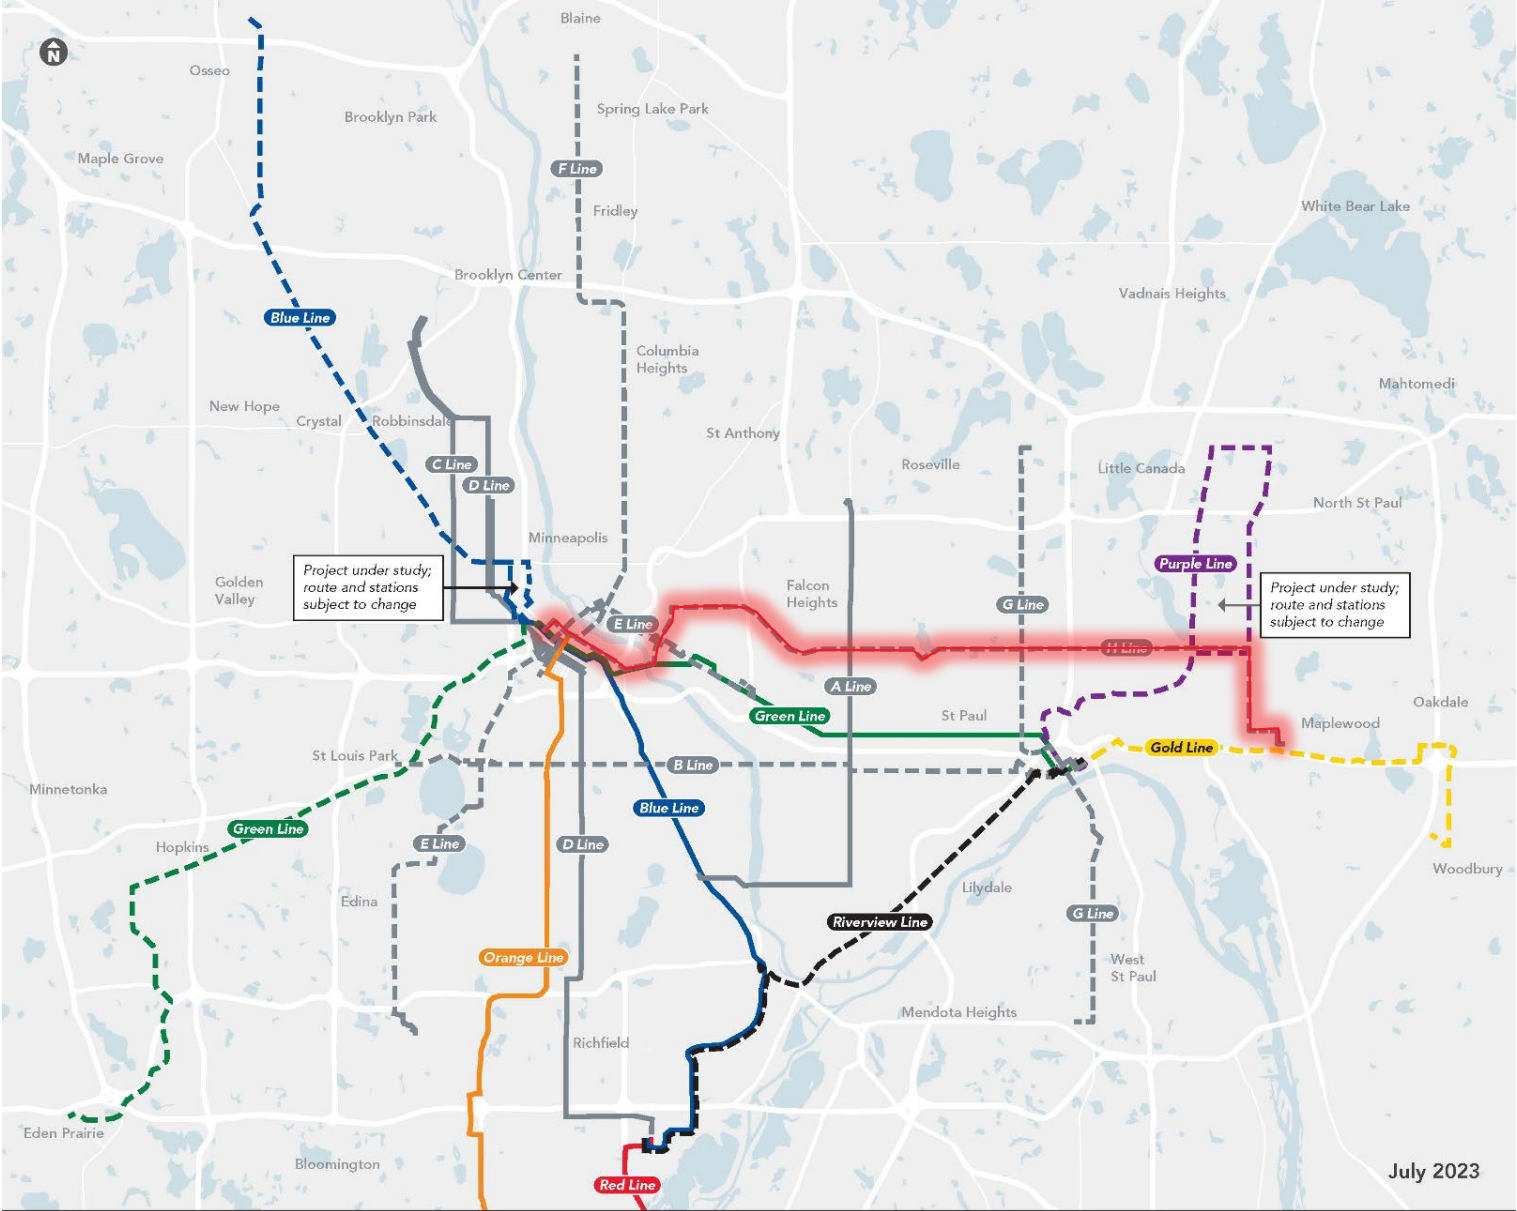 N
Blaine
Osseo
Spring Lake Park
Brooklyn Park
Maple Grove
F Line
White Bear Lake
Fridley
Brooklyn Center
Vadnais Heights
Blue Line
Columbia
Heights
Mahtomedi
New Hope
Crystal
Robbinsdale
St Anthony
C Line
Roseville
Little Canada
D Line
North St Paul
Minneapolis
Purple Line
Project under study;
route and stations
subject to change
Golden
Valley
Falcon
Heights
Project under study;
route and stations
subject to change
G Line
E Line
H Line
A Line
Oakdale
Green Line
St Paul
Maplewood
Gold Line
St Louis Park
B Line
Minnetonka
Blue Line
Green Line
Hopkins
E Line
D Line
Woodbury
Lilydale
Edina
G Line
Riverview Line
Orange Line
West
St Paul
Mendota Heights
Richfield
Eden Prairie
Bloomington
July 2023
Red Line